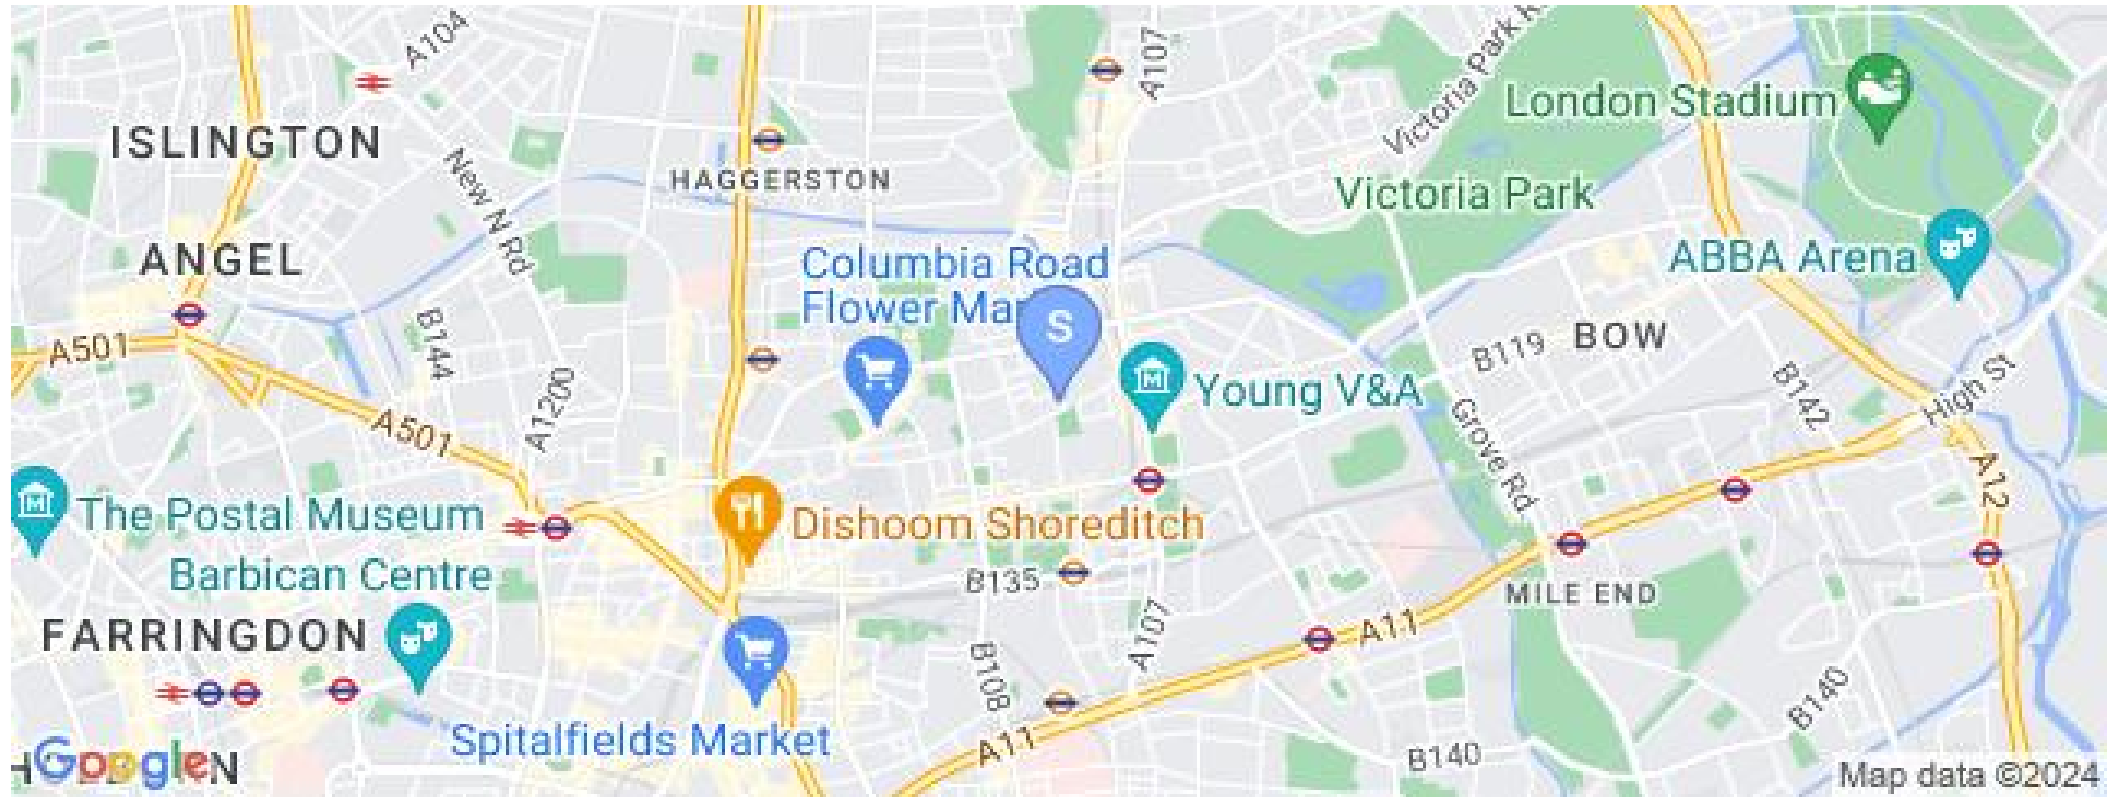 A104
A107
Victoria Park R
London Stadium
ISLINGTON
New N Rd
HAGGERSTON
Victoria Park
ANGEL
Columbia Road
Flower Mar
S
ABBA Arena
A501
B144
A1200
Young V&A
B119
BOW
B142
High St
A501
Grove Rd
A12
The Postal Museum
Dishoom Shoreditch
Barbican Centre
B135
MILE END
FARRINGDON
A107
A11
B108
B140
Spitalfields Market
A11
B140
Google
Map data ©2024